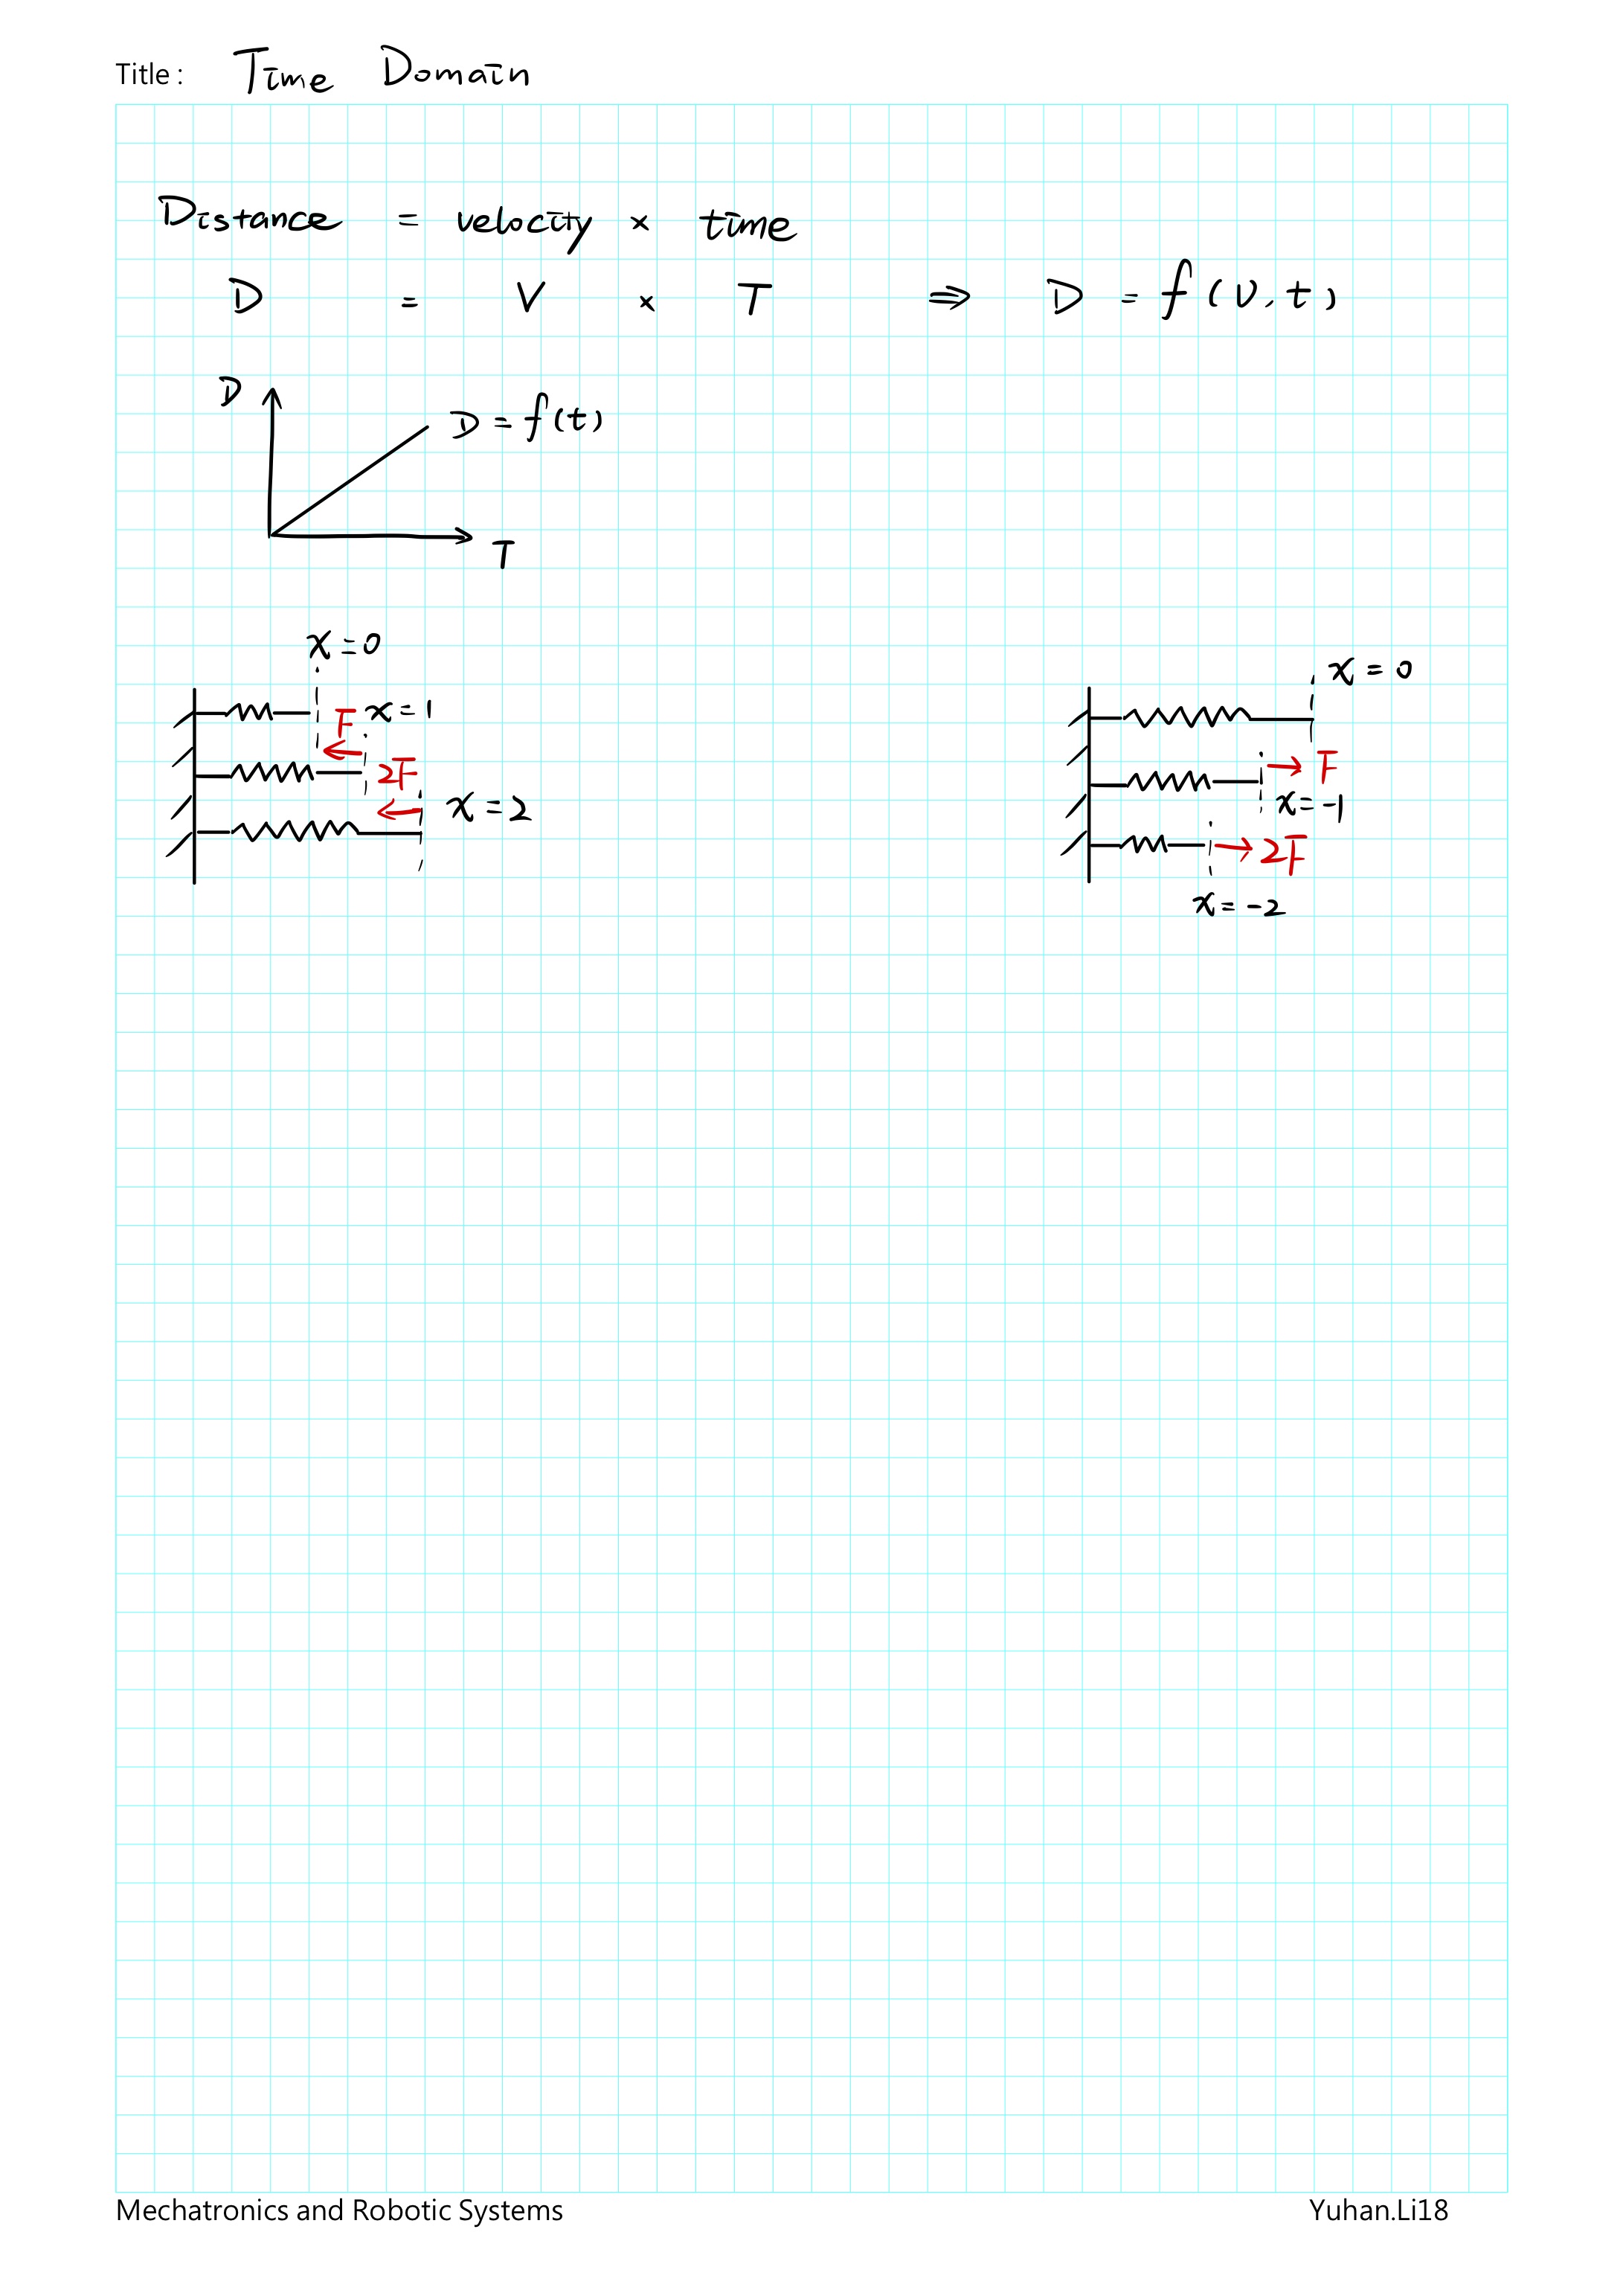 Title : Time Domain
Distance = velocity × time
D = V × T ⇒ D = f(v,t)
D
D = f(t)
T
x=0
F x=1
2F
x=2
x=0
F
x=-1
2F
x=-2
Mechatronics and Robotic Systems
Yuhan.Li18